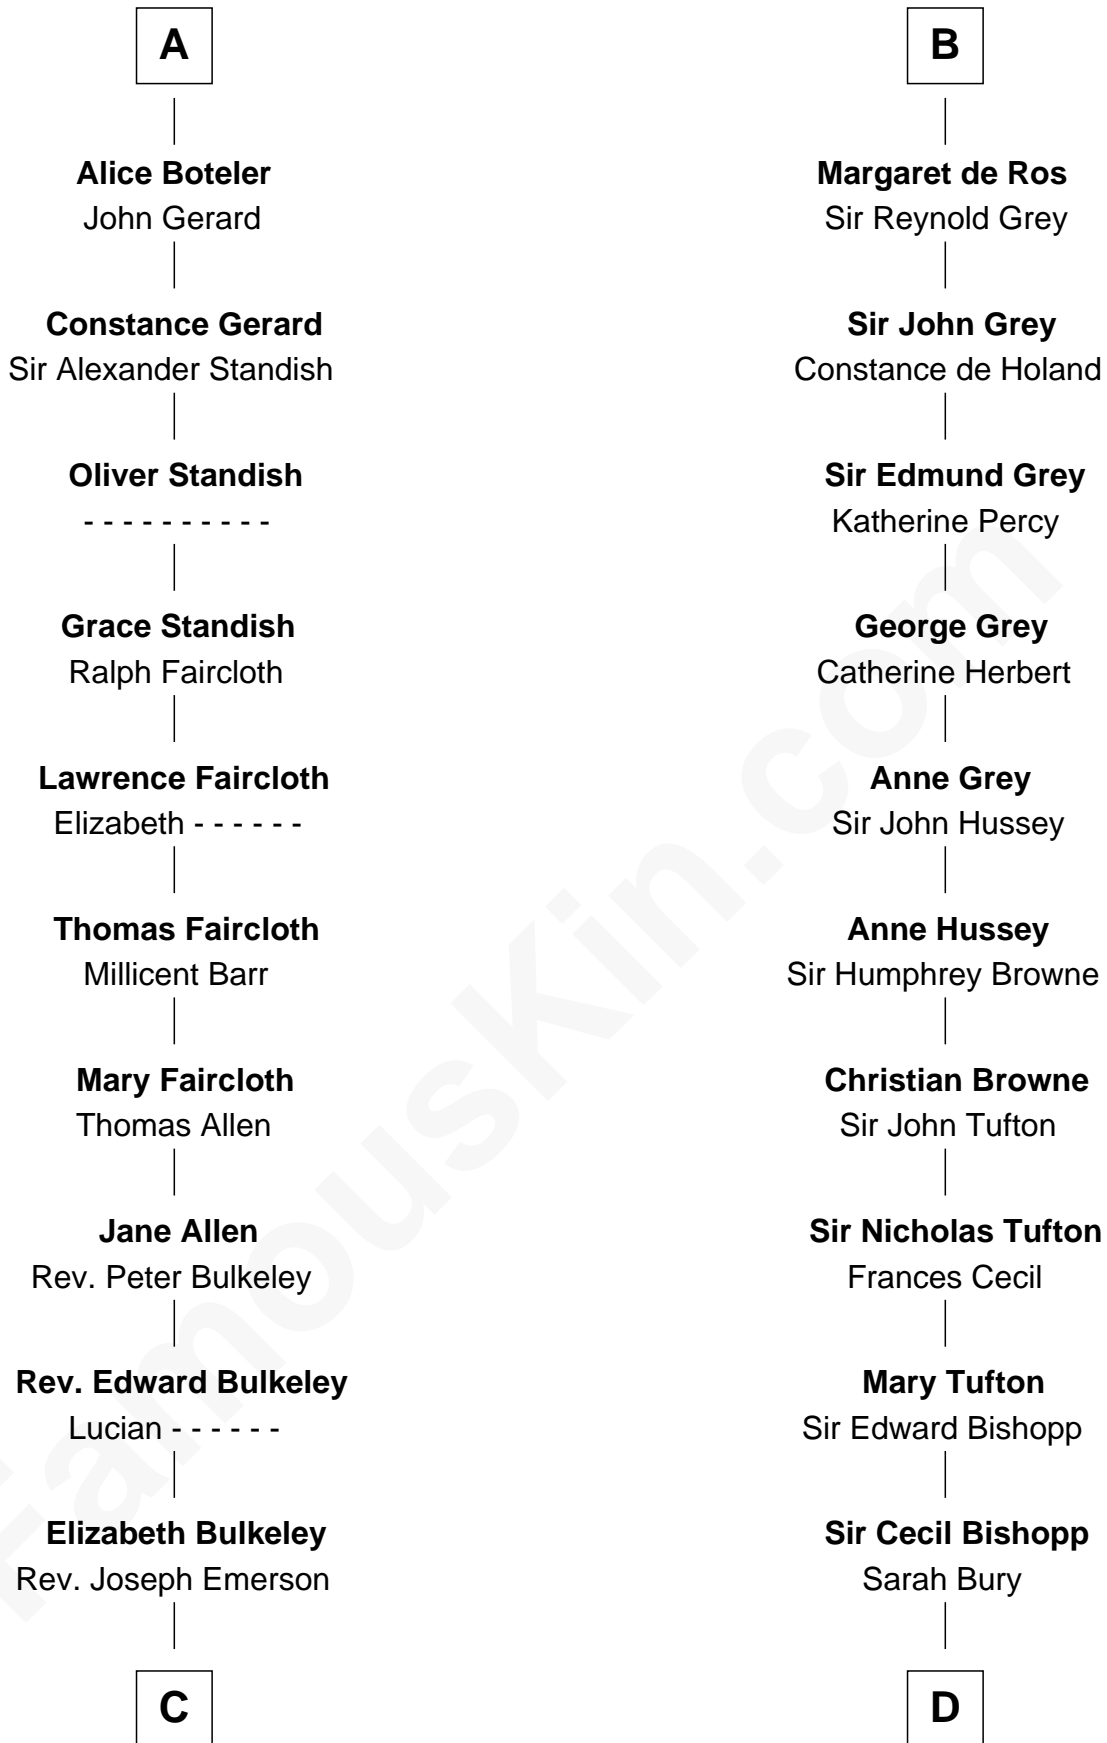 A
Alice Boteler
John Gerard
Constance Gerard
Sir Alexander Standish
Oliver Standish
- - - - - - - - - -
Grace Standish
Ralph Faircloth
Lawrence Faircloth
Elizabeth - - - - - -
Thomas Faircloth
Millicent Barr
Mary Faircloth
Thomas Allen
Jane Allen
Rev. Peter Bulkeley
Rev. Edward Bulkeley
Lucian - - - - - -
Elizabeth Bulkeley
Rev. Joseph Emerson
C
B
Margaret de Ros
Sir Reynold Grey
Sir John Grey
Constance de Holand
Sir Edmund Grey
Katherine Percy
George Grey
Catherine Herbert
Anne Grey
Sir John Hussey
Anne Hussey
Sir Humphrey Browne
Christian Browne
Sir John Tufton
Sir Nicholas Tufton
Frances Cecil
Mary Tufton
Sir Edward Bishopp
Sir Cecil Bishopp
Sarah Bury
D
FamousKin.com